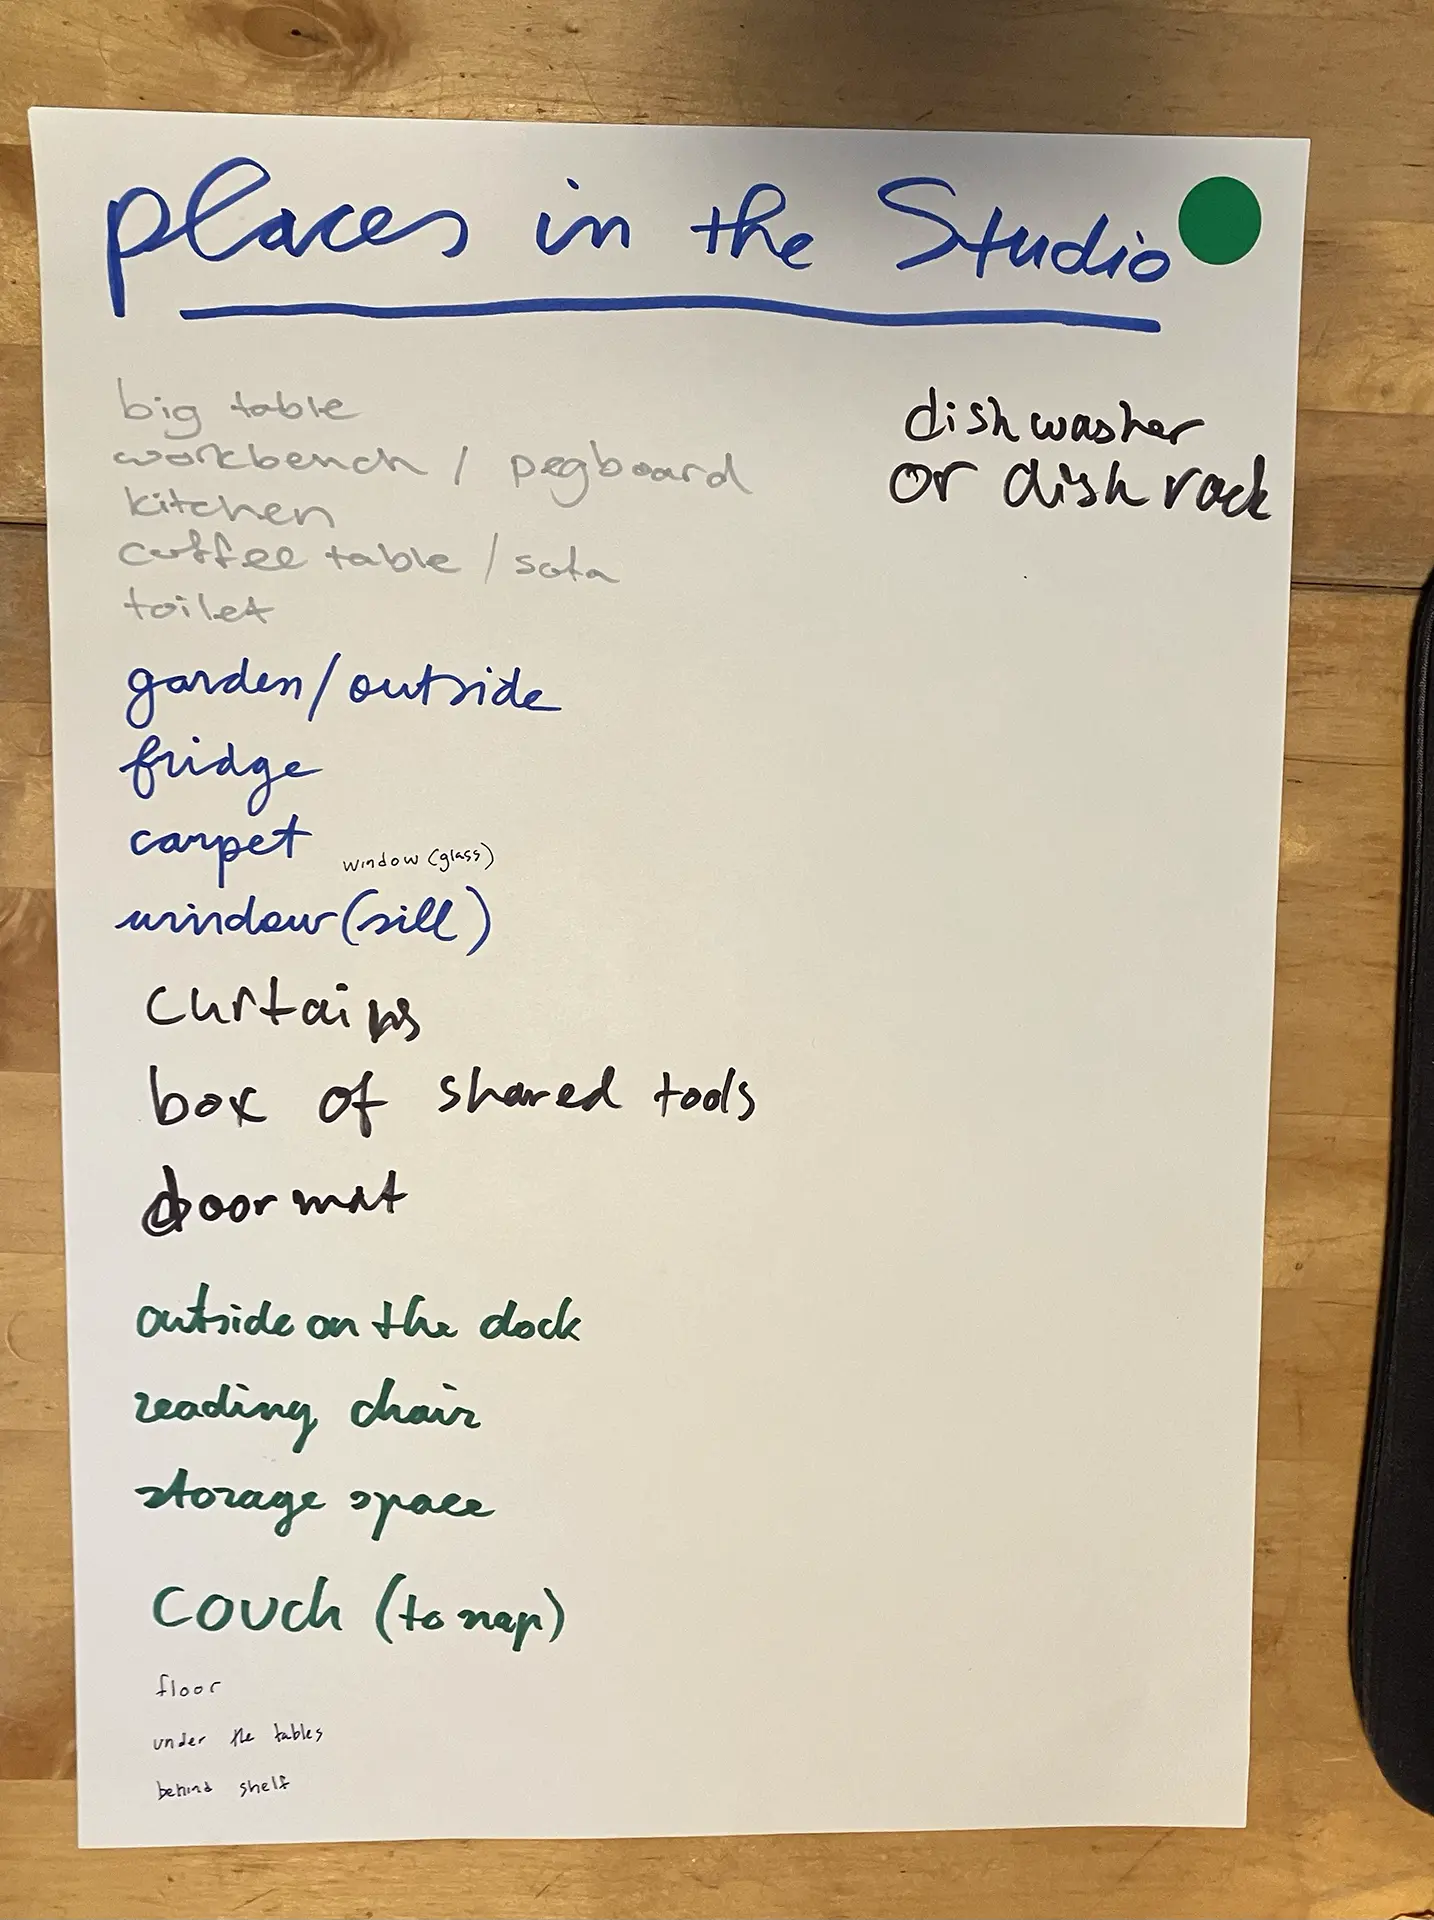 places in the Studio
big table
workbench / pegboard
kitchen
coffee table / sofa
toilet
garden/outside
fridge
carpet
window (glass)
window (sill)
curtains
box of shared tools
doormat
outside on the dock
reading chair
storage space
couch (to nap)
floor
under the tables
behind shelf
dishwasher
or dish rack